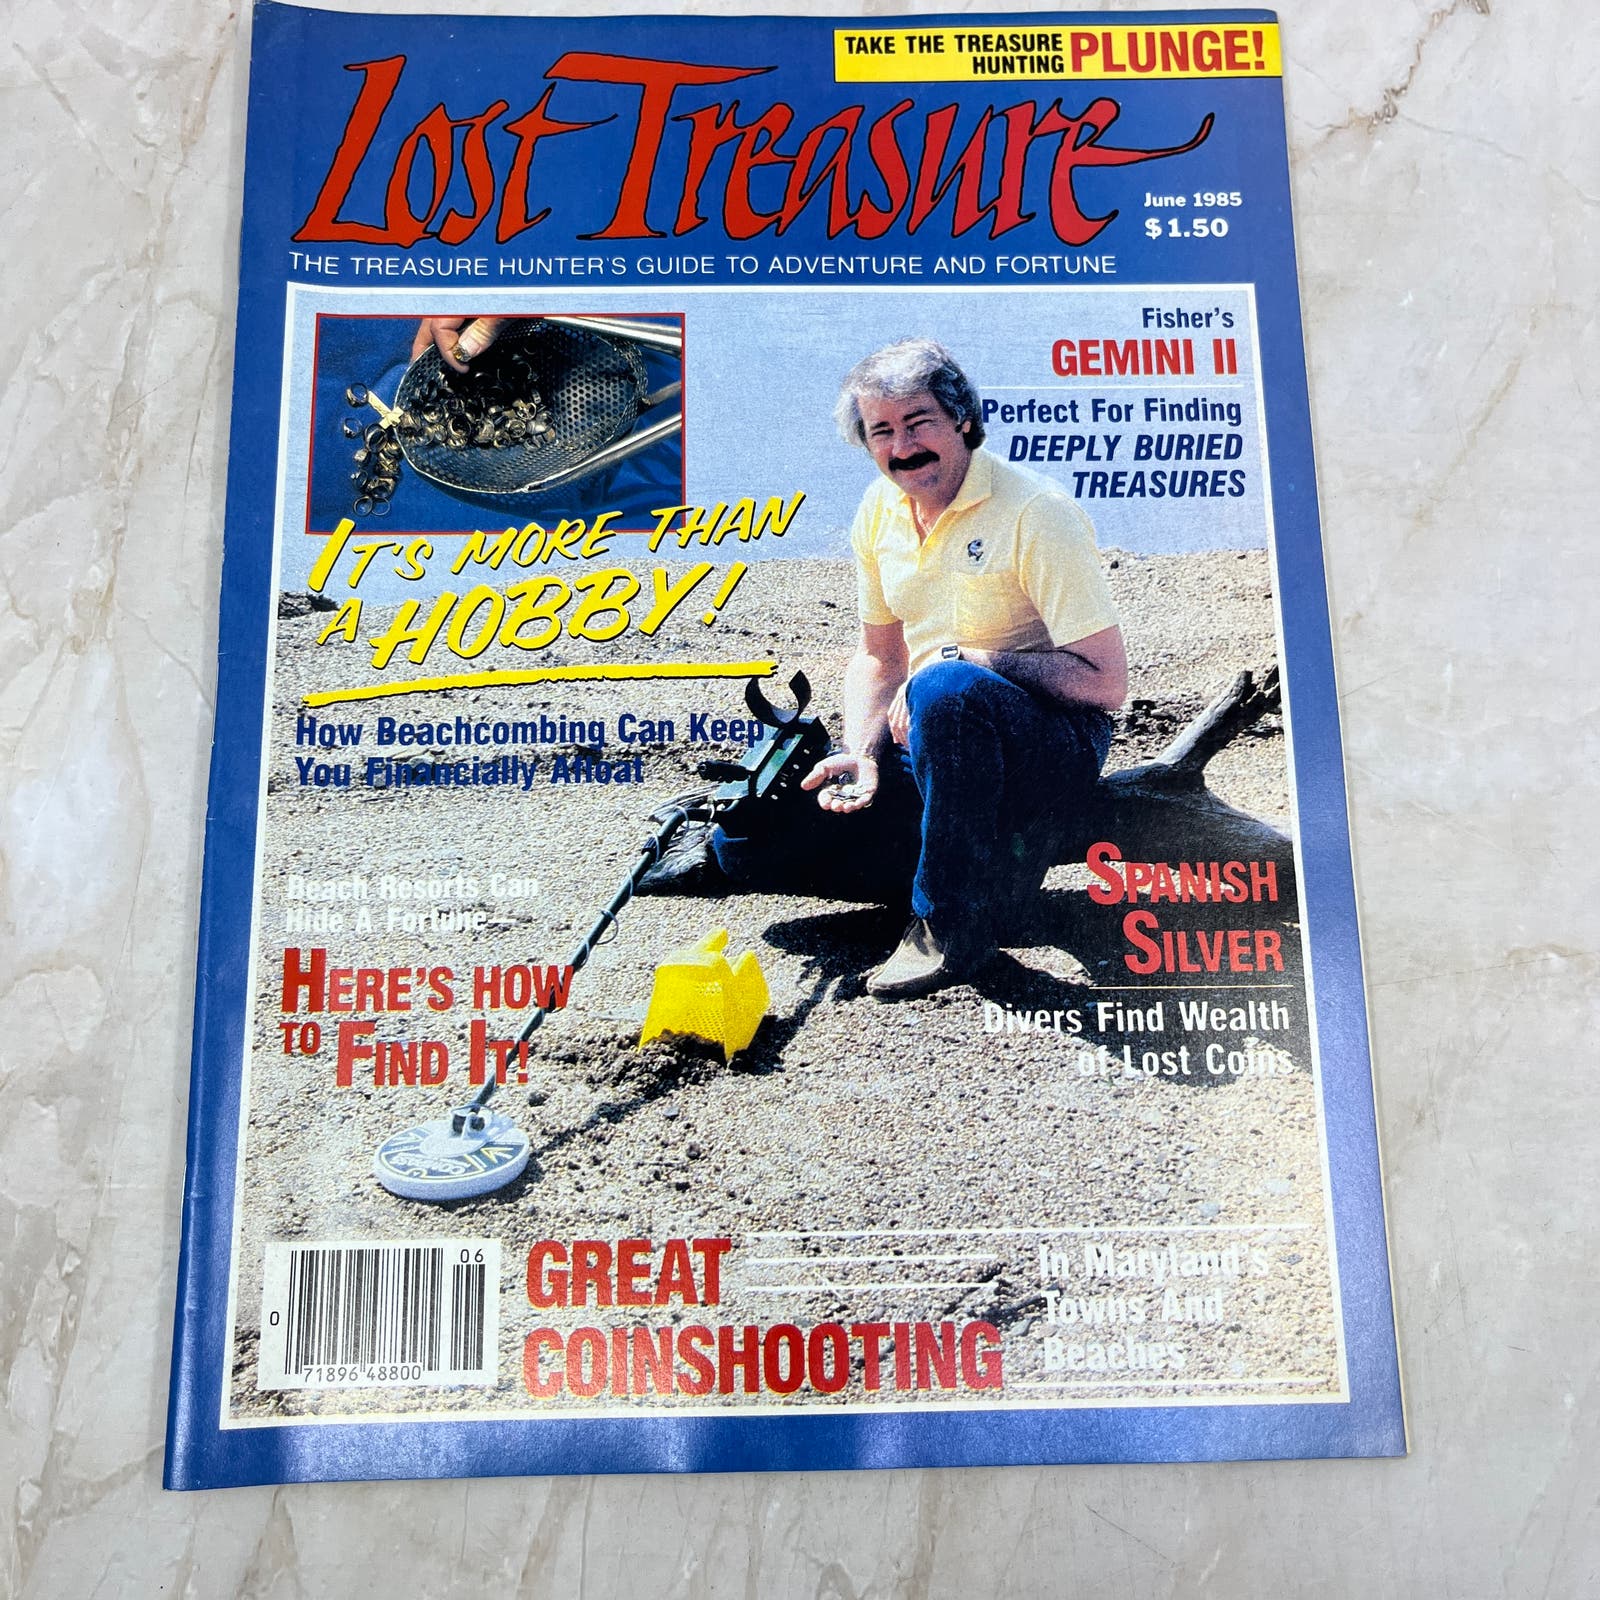 TAKE THE TREASURE
HUNTING PLUNGE!
Lost Treasure
June 1985
$1.50
THE TREASURE HUNTER'S GUIDE TO ADVENTURE AND FORTUNE
Fisher's
GEMINI II
Perfect For Finding
DEEPLY BURIED
TREASURES
IT'S MORE THAN
A HOBBY!
How Beachcombing Can Keep
You Financially Afloat
Beach Resorts Can
Hide A Fortune—
HERE'S HOW
TO FIND IT!
SPANISH
SILVER
Divers Find Wealth
of Lost Coins
GREAT
COINSHOOTING
In Maryland's
Towns And
Beaches
06
0
71896 48800